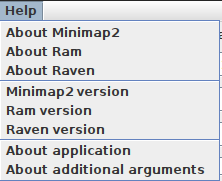 Help
About Minimap2
About Ram
About Raven
Minimap2 version
Ram version
Raven version
About application
About additional arguments